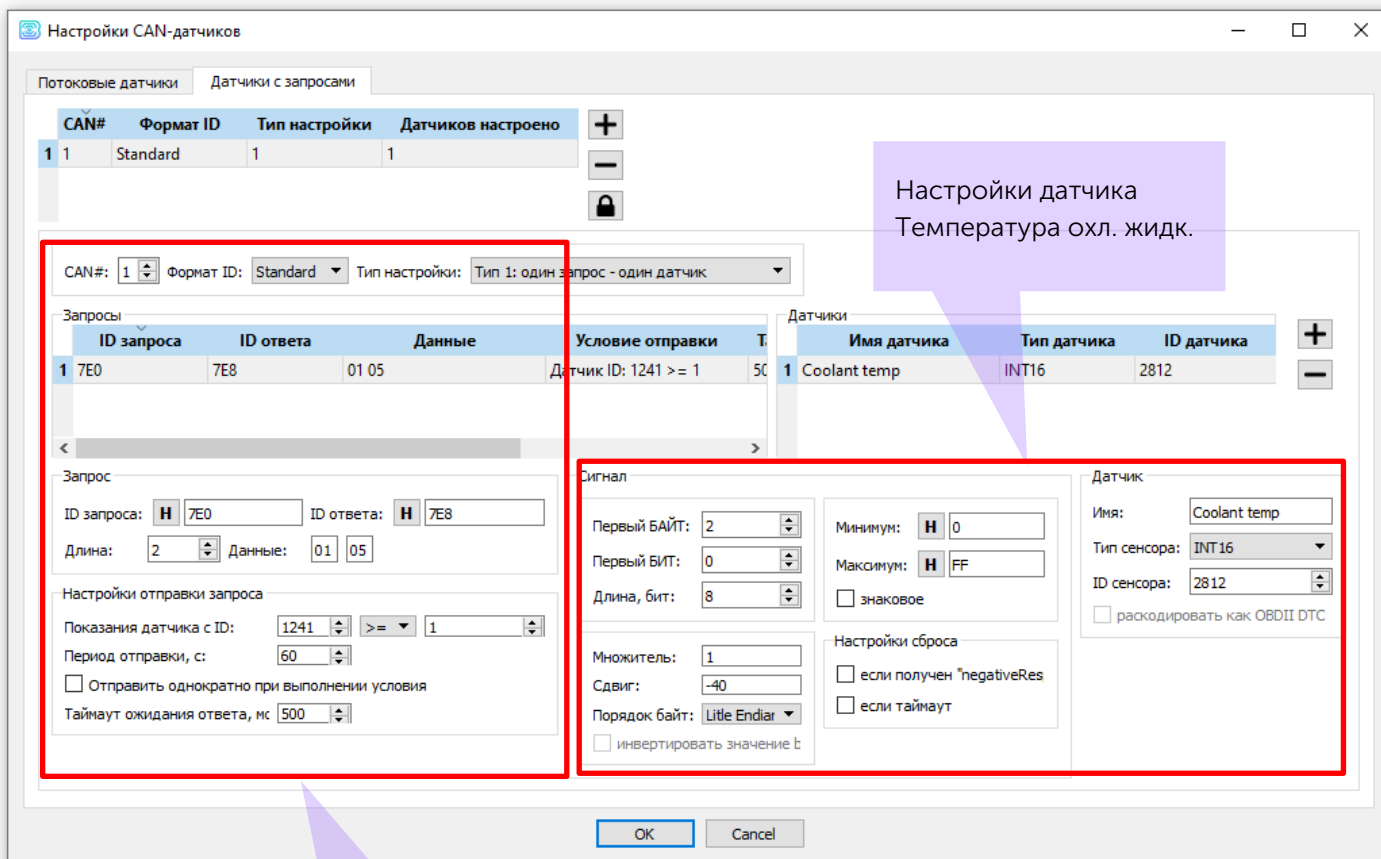 Настройки CAN-датчиков
Потоковые датчики Датчики с запросами
CAN# Формат ID Тип настройки Датчиков настроено
1 1 Standard 1 1
Настройки датчика
Температура охл. жидк.
CAN#: 1 Формат ID: Standard Тип настройки: Тип 1: один запрос - один датчик
Запросы
ID запроса ID ответа Данные Условие отправки Т
1 7E0 7E8 01 05 Датчик ID: 1241 >= 1 50
Датчики
Имя датчика Тип датчика ID датчика
1 Coolant temp INT16 2812
Запрос
ID запроса: H 7E0 ID ответа: H 7E8
Длина: 2 Данные: 01 05
Настройки отправки запроса
Показания датчика с ID: 1241 >= 1
Период отправки, с: 60
Отправить однократно при выполнении условия
Таймаут ожидания ответа, мс 500
Сигнал
Первый БАЙТ: 2
Первый БИТ: 0
Длина, бит: 8
Множитель: 1
Сдвиг: -40
Порядок байт: Litle Endiar
инвертировать значение b
Минимум: H 0
Максимум: H FF
знаковое
Настройки сброса
если получен "negativeRes
если таймаут
Датчик
Имя: Coolant temp
Тип сенсора: INT16
ID сенсора: 2812
раскодировать как OBDII DTC
OK Cancel